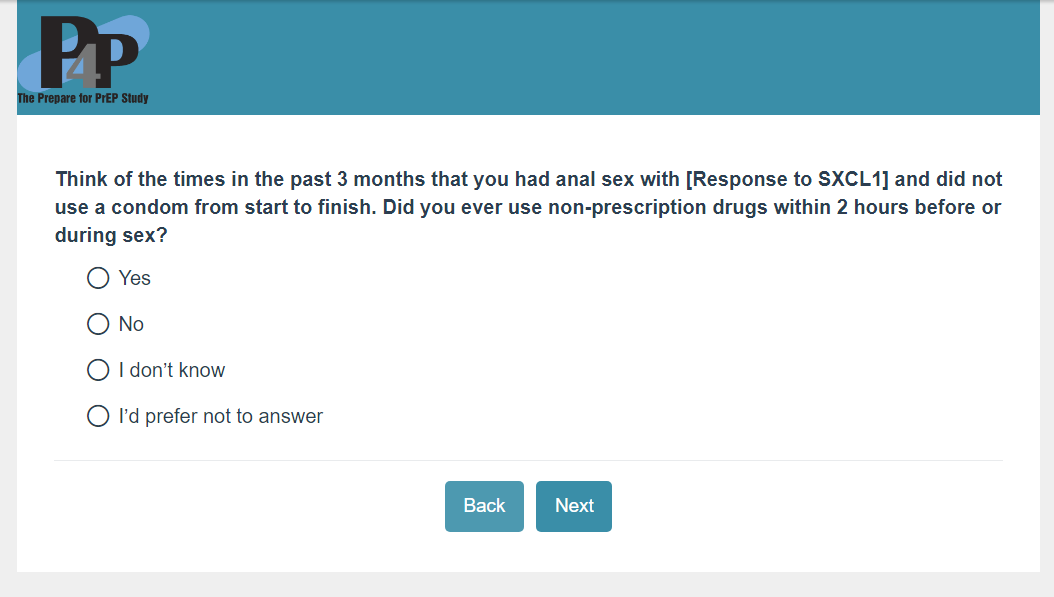 P4P
The Prepare for PrEP Study
Think of the times in the past 3 months that you had anal sex with [Response to SXCL1] and did not
use a condom from start to finish. Did you ever use non-prescription drugs within 2 hours before or
during sex?
Yes
No
I don’t know
I’d prefer not to answer
Back Next